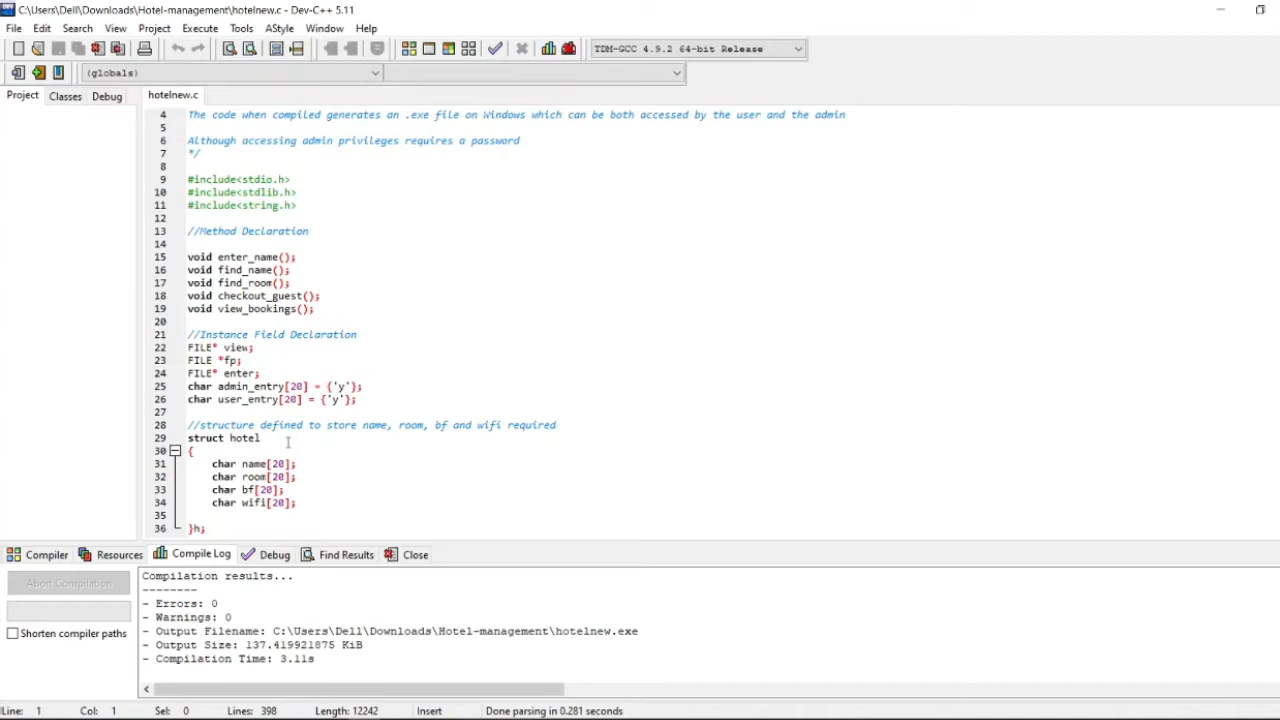 C:\Users\Dell\Downloads\Hotel-management\hotelnew.c - Dev-C++ 5.11
File Edit Search View Project Execute Tools AStyle Window Help
TDM-GCC 4.9.2 64-bit Release
(globals)
Project Classes Debug hotelnew.c
4 The code when compiled generates an .exe file on Windows which can be both accessed by the user and the admin
5
6 Although accessing admin privileges requires a password
7 */
8
9 #include<stdio.h>
10 #include<stdlib.h>
11 #include<string.h>
12
13 //Method Declaration
14
15 void enter_name();
16 void find_name();
17 void find_room();
18 void checkout_guest();
19 void view_bookings();
20
21 //Instance Field Declaration
22 FILE* view;
23 FILE *fp;
24 FILE* enter;
25 char admin_entry[20] = {'y'};
26 char user_entry[20] = {'y'};
27
28 //structure defined to store name, room, bf and wifi required
29 struct hotel
30 {
31 char name[20];
32 char room[20];
33 char bf[20];
34 char wifi[20];
35
36 }h;
Compiler Resources Compile Log Debug Find Results Close
Abort Compilation
Shorten compiler paths
Compilation results...
--------
- Errors: 0
- Warnings: 0
- Output Filename: C:\Users\Dell\Downloads\Hotel-management\hotelnew.exe
- Output Size: 137.419921875 KiB
- Compilation Time: 3.11s
Line: 1 Col: 1 Sel: 0 Lines: 398 Length: 12242 Insert Done parsing in 0.281 seconds